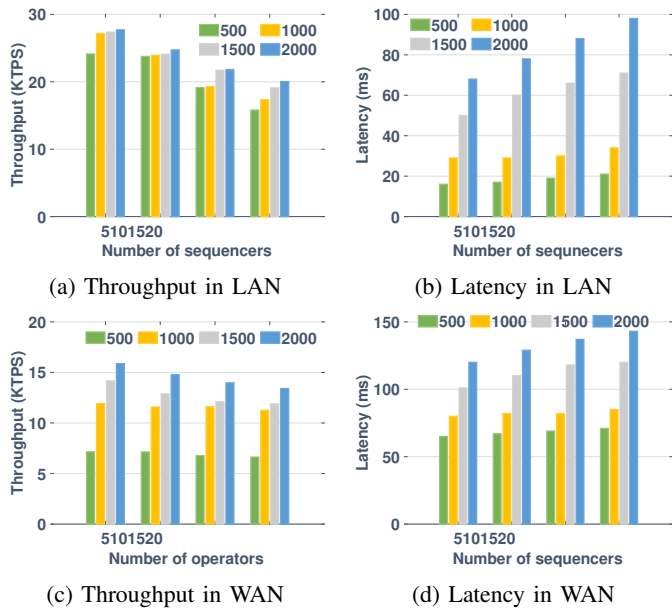 30
20
10
0
Throughput (KTPS)
500 1000
1500 2000
5101520
Number of sequencers
(a) Throughput in LAN
100
80
60
40
20
0
Latency (ms)
500 1000
1500 2000
5101520
Number of sequnecers
(b) Latency in LAN
20
15
10
5
0
Throughput (KTPS)
500 1000 1500 2000
5101520
Number of operators
(c) Throughput in WAN
150
100
50
0
Latency (ms)
500 1000 1500 2000
5101520
Number of sequencers
(d) Latency in WAN